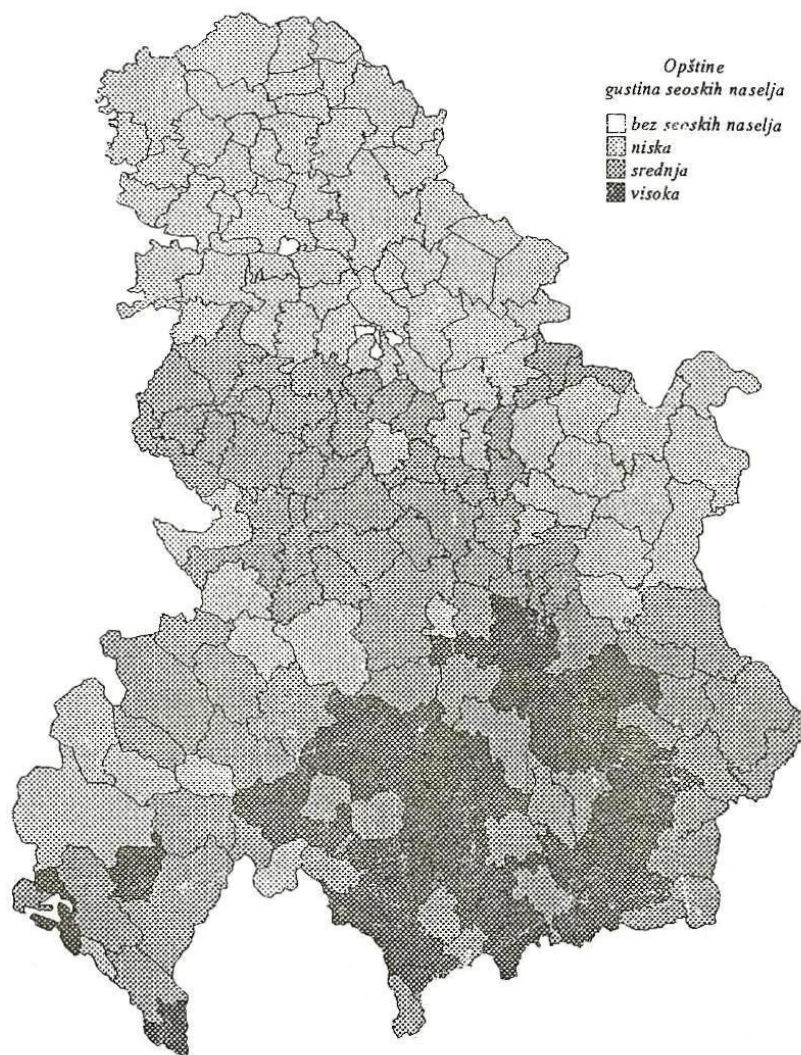 Opštine
gustina seoskih naselja
bez seoskih naselja
niska
srednja
visoka